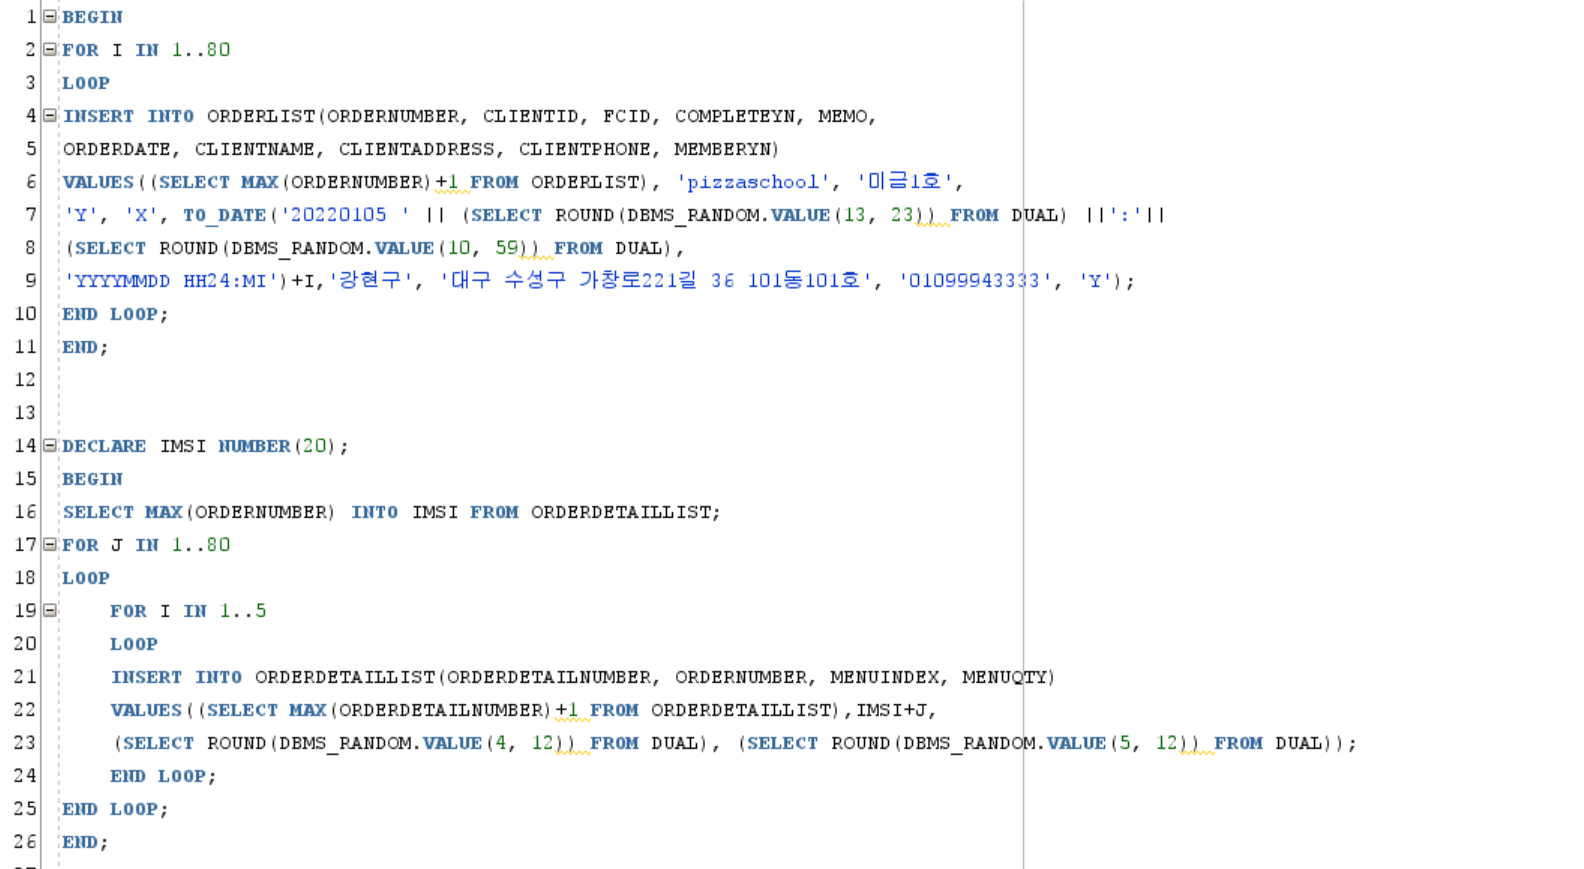 1 BEGIN
2 FOR I IN 1..80
3 LOOP
4 INSERT INTO ORDERLIST(ORDERNUMBER, CLIENTID, FCID, COMPLETEYN, MEMO,
5 ORDERDATE, CLIENTNAME, CLIENTADDRESS, CLIENTPHONE, MEMBERYN)
6 VALUES((SELECT MAX(ORDERNUMBER)+1 FROM ORDERLIST), 'pizzaschool', '미금1호',
7 'Y', 'X', TO_DATE('20220105 ' || (SELECT ROUND(DBMS_RANDOM.VALUE(13, 23)) FROM DUAL) ||':'||
8 (SELECT ROUND(DBMS_RANDOM.VALUE(10, 59)) FROM DUAL),
9 'YYYYMMDD HH24:MI')+I,'강현구', '대구 수성구 가창로221길 36 101동101호', '01099943333', 'Y');
10 END LOOP;
11 END;
12
13
14 DECLARE IMSI NUMBER(20);
15 BEGIN
16 SELECT MAX(ORDERNUMBER) INTO IMSI FROM ORDERDETAILLIST;
17 FOR J IN 1..80
18 LOOP
19 FOR I IN 1..5
20 LOOP
21 INSERT INTO ORDERDETAILLIST(ORDERDETAILNUMBER, ORDERNUMBER, MENUINDEX, MENUQTY)
22 VALUES((SELECT MAX(ORDERDETAILNUMBER)+1 FROM ORDERDETAILLIST),IMSI+J,
23 (SELECT ROUND(DBMS_RANDOM.VALUE(4, 12)) FROM DUAL), (SELECT ROUND(DBMS_RANDOM.VALUE(5, 12)) FROM DUAL));
24 END LOOP;
25 END LOOP;
26 END;